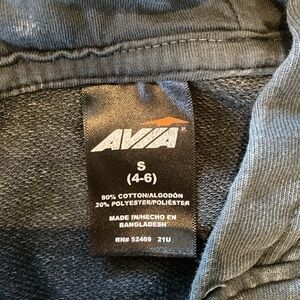 AVIA®
S
(4-6)
80% COTTON/ALGODÓN
20% POLYESTER/POLIÉSTER
MADE IN/HECHO EN
BANGLADESH
RN# 52469 21U